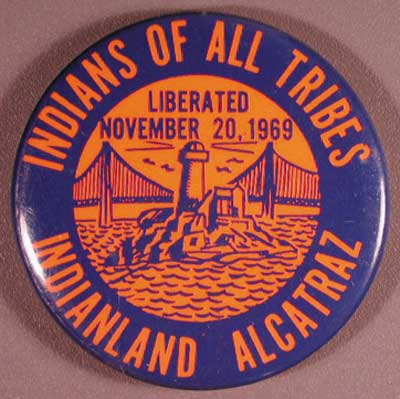 INDIANS OF ALL TRIBES
LIBERATED
NOVEMBER 20, 1969
INDIANLAND ALCATRAZ